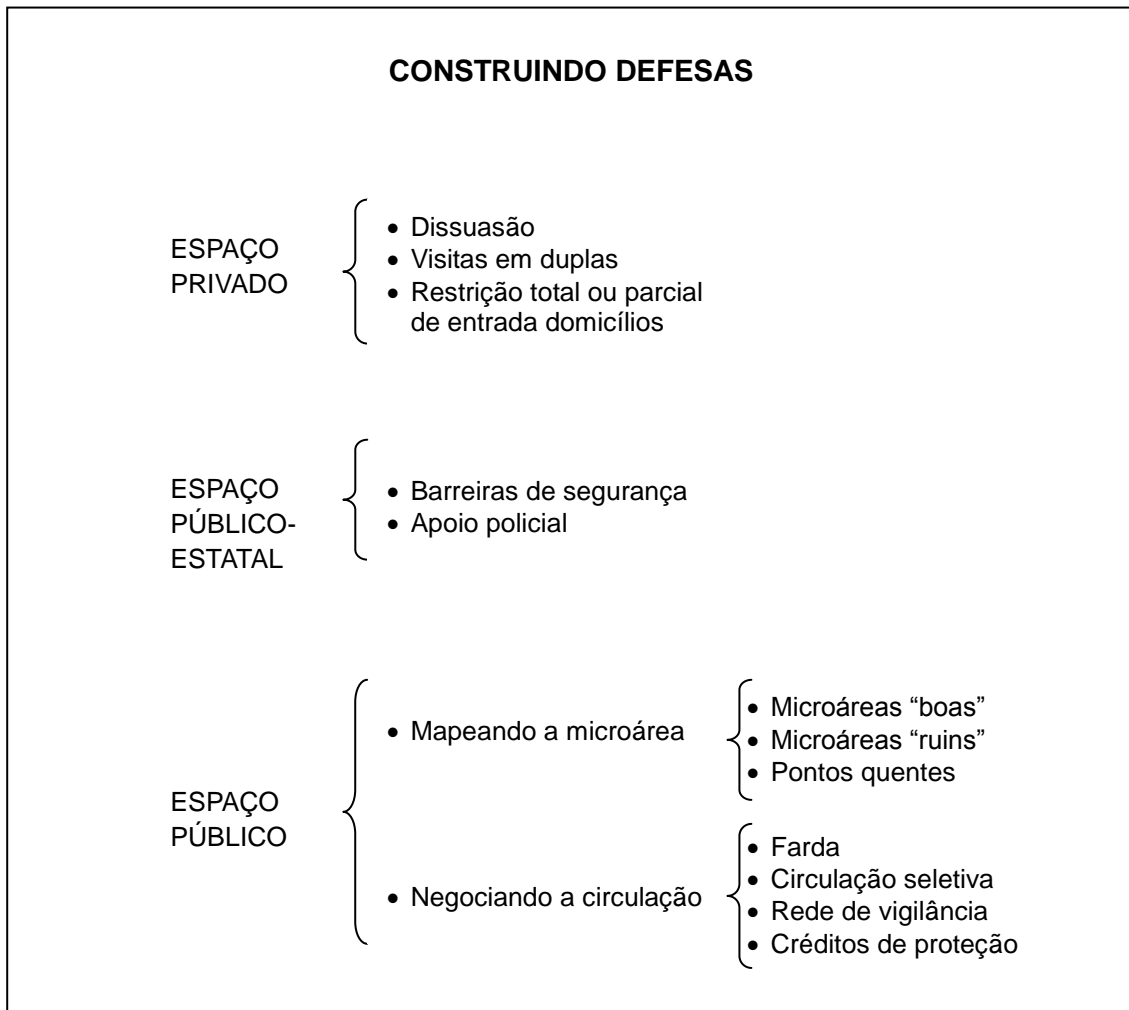 CONSTRUINDO DEFESAS
ESPAÇO
PRIVADO
• Dissuasão
• Visitas em duplas
• Restrição total ou parcial
de entrada domicílios
ESPAÇO
PÚBLICO-
ESTATAL
• Barreiras de segurança
• Apoio policial
ESPAÇO
PÚBLICO
• Mapeando a microárea
• Microáreas “boas”
• Microáreas “ruins”
• Pontos quentes
• Negociando a circulação
• Farda
• Circulação seletiva
• Rede de vigilância
• Créditos de proteção